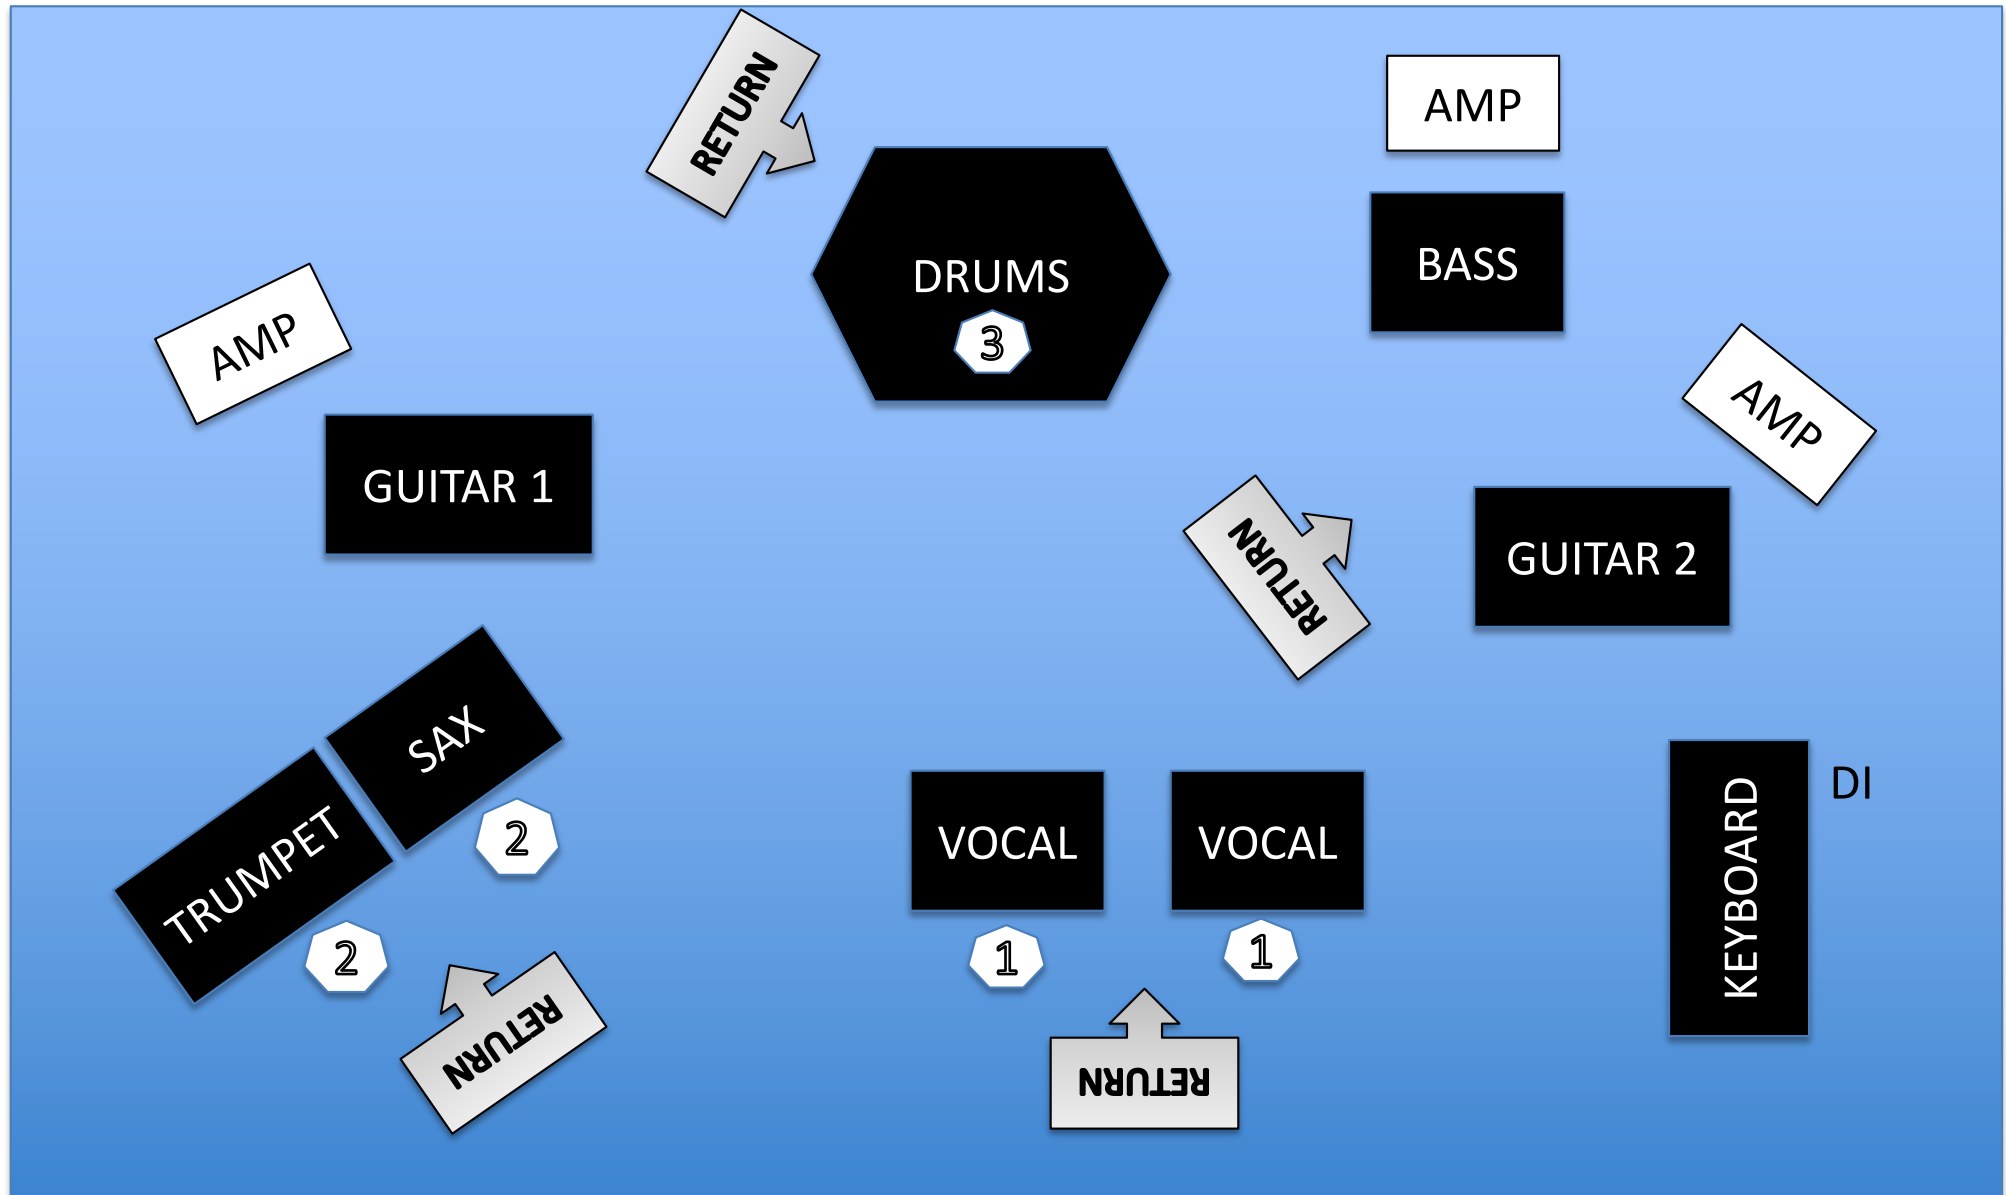 RETURN
AMP
DRUMS
3
BASS
AMP
AMP
GUITAR 1
RETURN
GUITAR 2
SAX
TRUMPET
2
2
RETURN
VOCAL
VOCAL
1
1
RETURN
KEYBOARD
DI